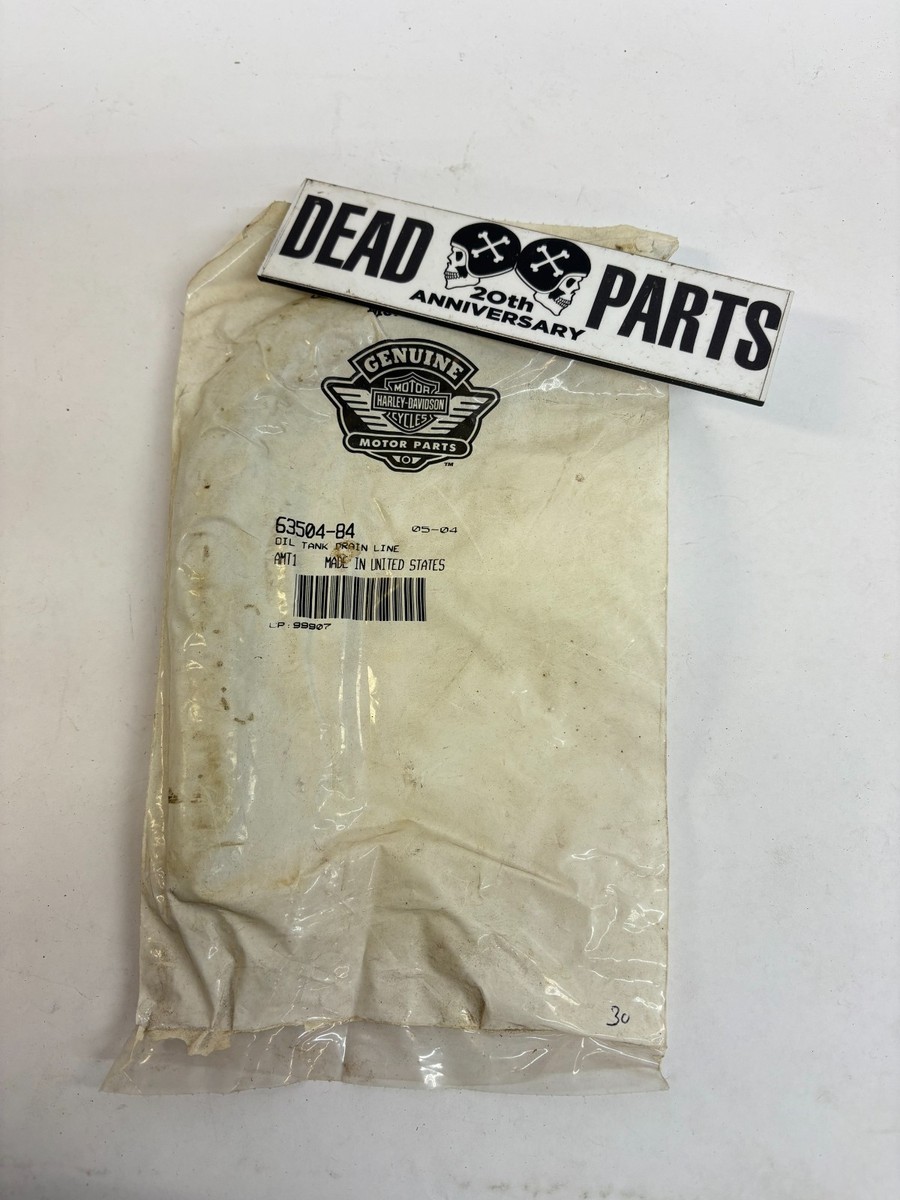 DEAD PARTS
20th
ANNIVERSARY
GENUINE
MOTOR
HARLEY-DAVIDSON
CYCLES
MOTOR PARTS
TM
63504-84 05-04
OIL TANK DRAIN LINE
AMT1 MADE IN UNITED STATES
LP: 99907
30